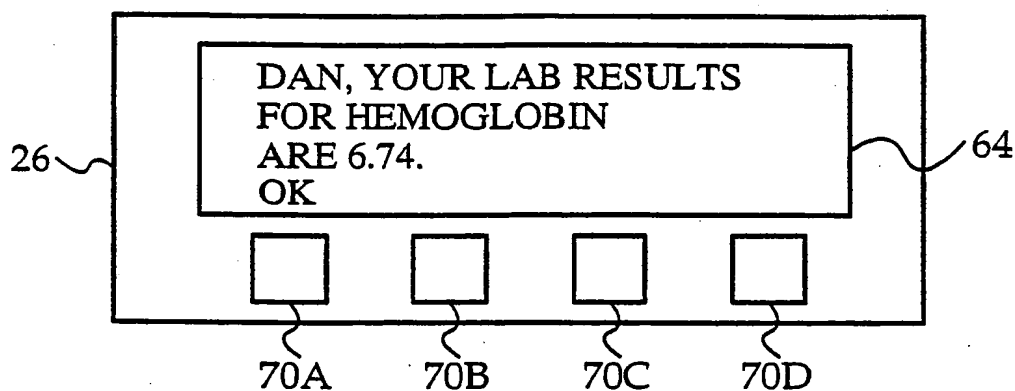 DAN, YOUR LAB RESULTS
FOR HEMOGLOBIN
ARE 6.74.
OK
26
64
70A 70B 70C 70D